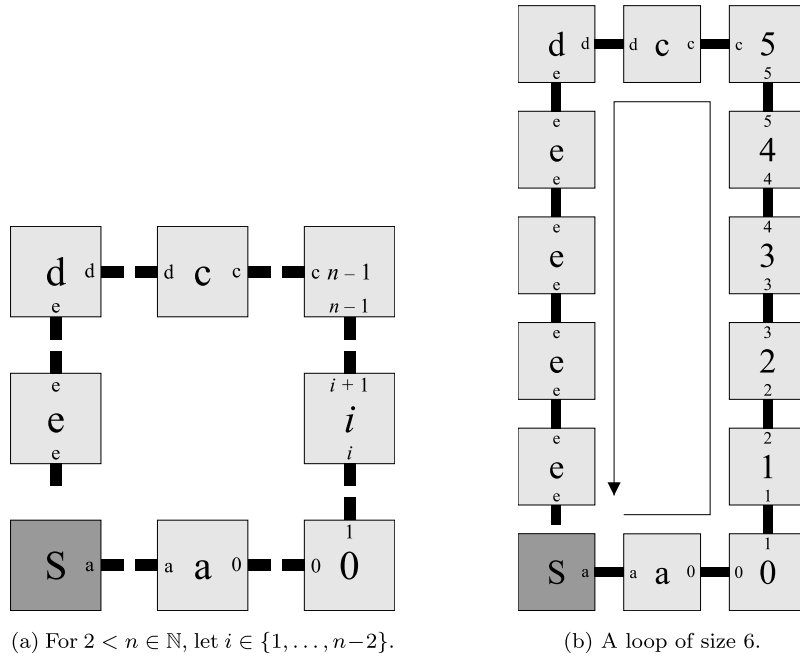 d d d c c c n – 1
e n – 1
e i + 1
e i
e i
1
S a a a 0 0 0
(a) For 2 < n ∈ ℕ, let i ∈ {1, . . . , n−2}.
d d d c c c 5
e 5
e 5
e 4
e 4
e 4
e 3
e 3
e 3
e 2
e 2
e 2
e 1
e 1
1
S a a a 0 0 0
(b) A loop of size 6.